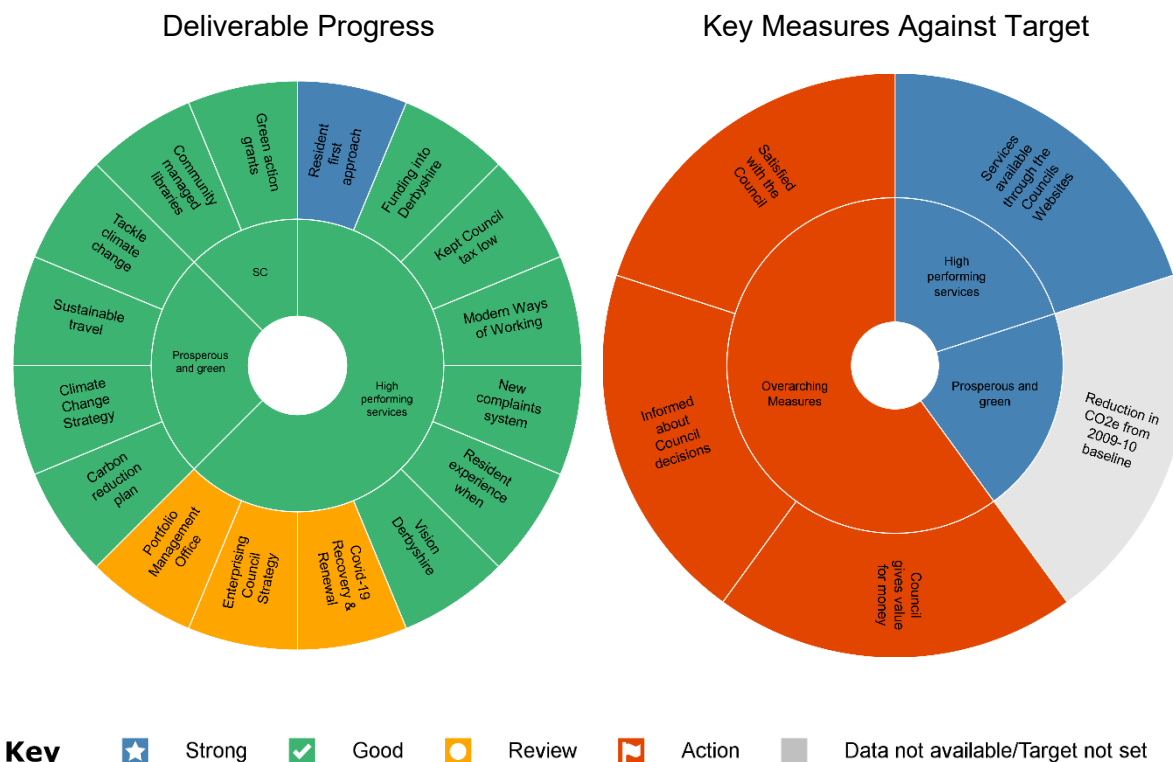 Deliverable Progress
Resident
first
approach
Funding into
Derbyshire
Kept Council
tax low
Modern Ways
of Working
New
complaints
system
Resident
experience
when
Vision
Derbyshire
Covid-19
Recovery &
Renewal
Enterprising
Council
Strategy
Portfolio
Management
Office
Carbon
reduction
plan
Climate
Change
Strategy
Sustainable
travel
Tackle
climate
change
Community
managed
libraries
Green action
grants
SC
Prosperous
and green
High
performing
services
Key Measures Against Target
Services
available
through the
Councils
Websites
Reduction in
CO2e from
2009-10
baseline
Council
gives value
for money
Informed
about
Council
decisions
Satisfied
with the
Council
High
performing
services
Prosperous and
green
Overarching
Measures
Key
Strong
Good
Review
Action
Data not available/Target not set